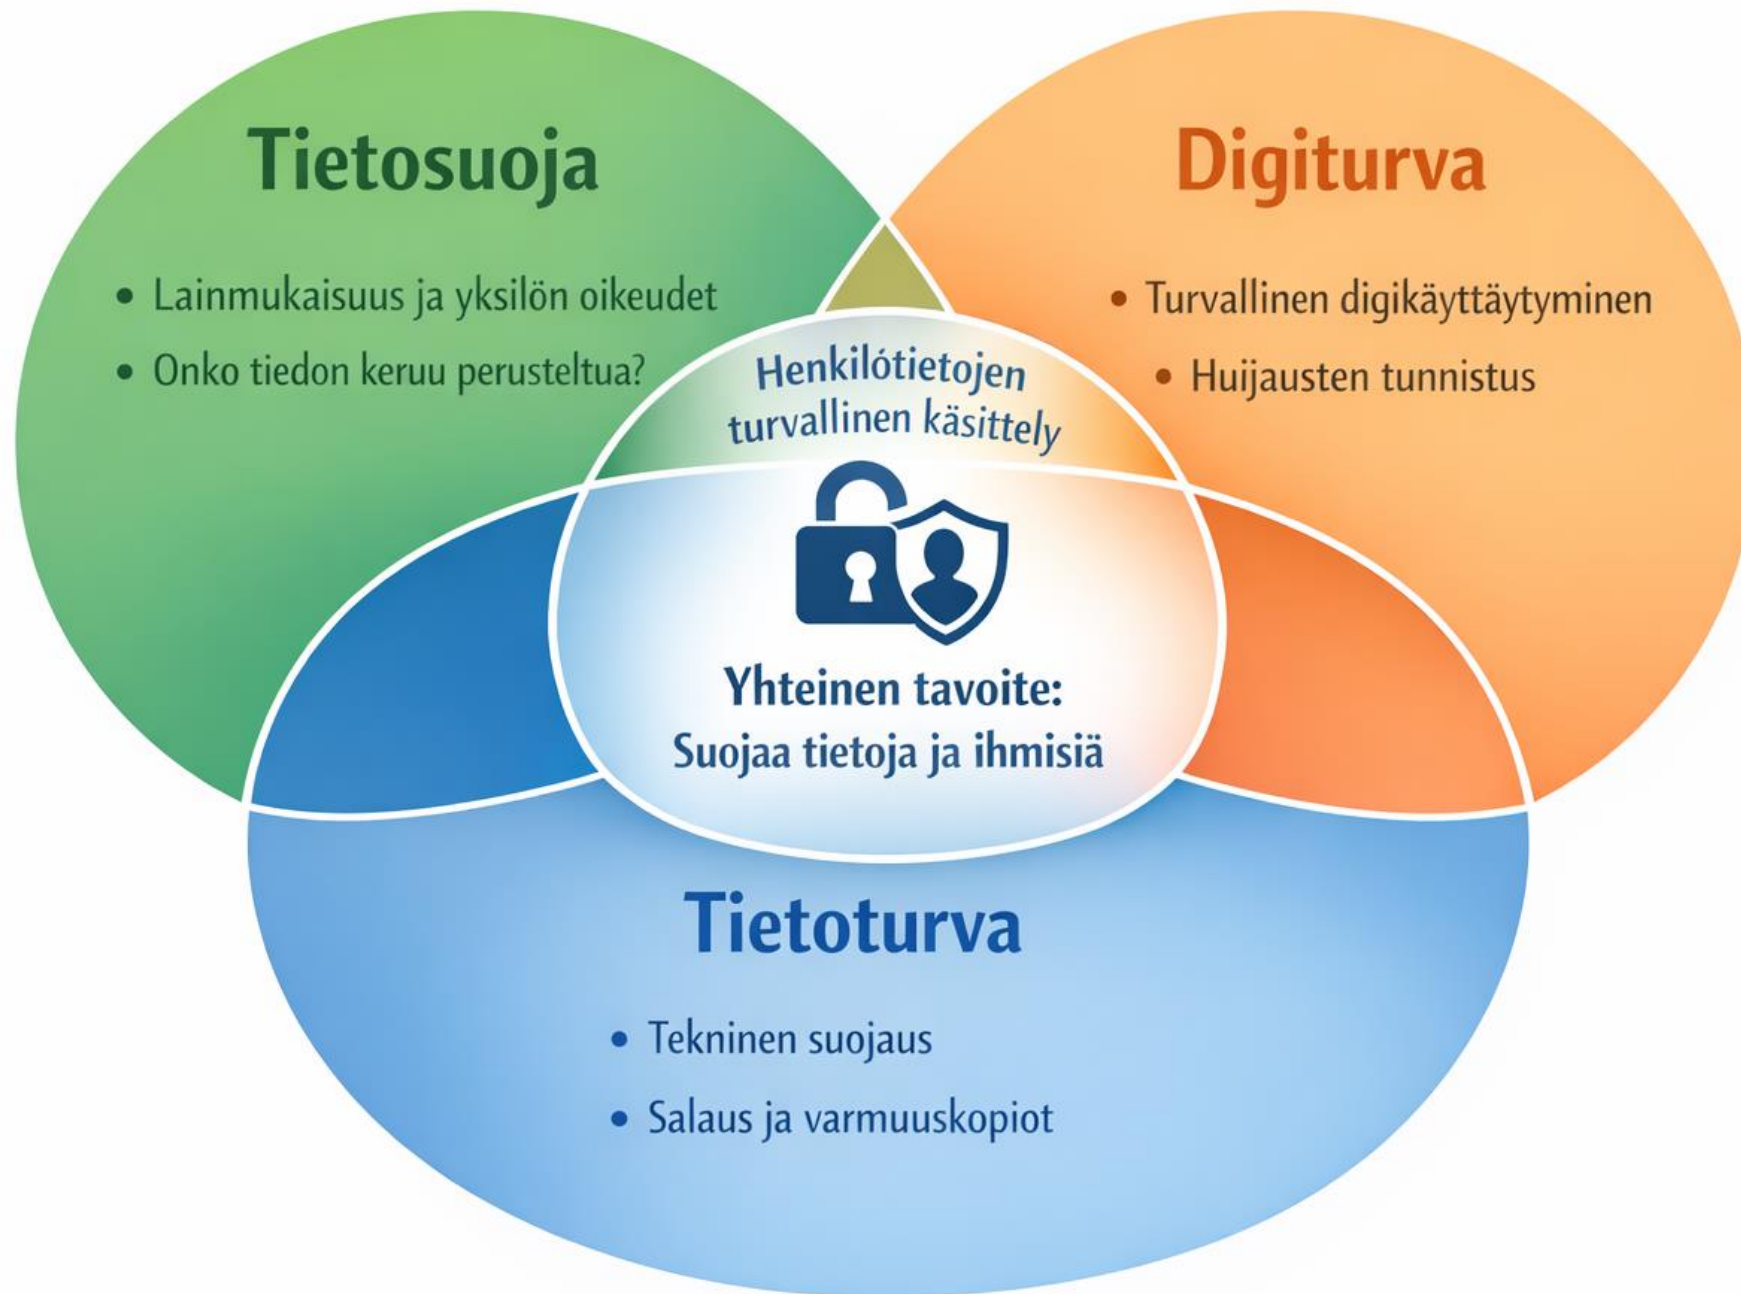 Tietosuoja
• Lainmukaisuus ja yksilön oikeudet
• Onko tiedon keruu perusteltua?
Digiturva
• Turvallinen digikäyttäytyminen
• Huijausten tunnistus
Henkilótietojen
turvallinen käsittely
Yhteinen tavoite:
Suojaa tietoja ja ihmisiä
Tietoturva
• Tekninen suojaus
• Salaus ja varmuuskopiot